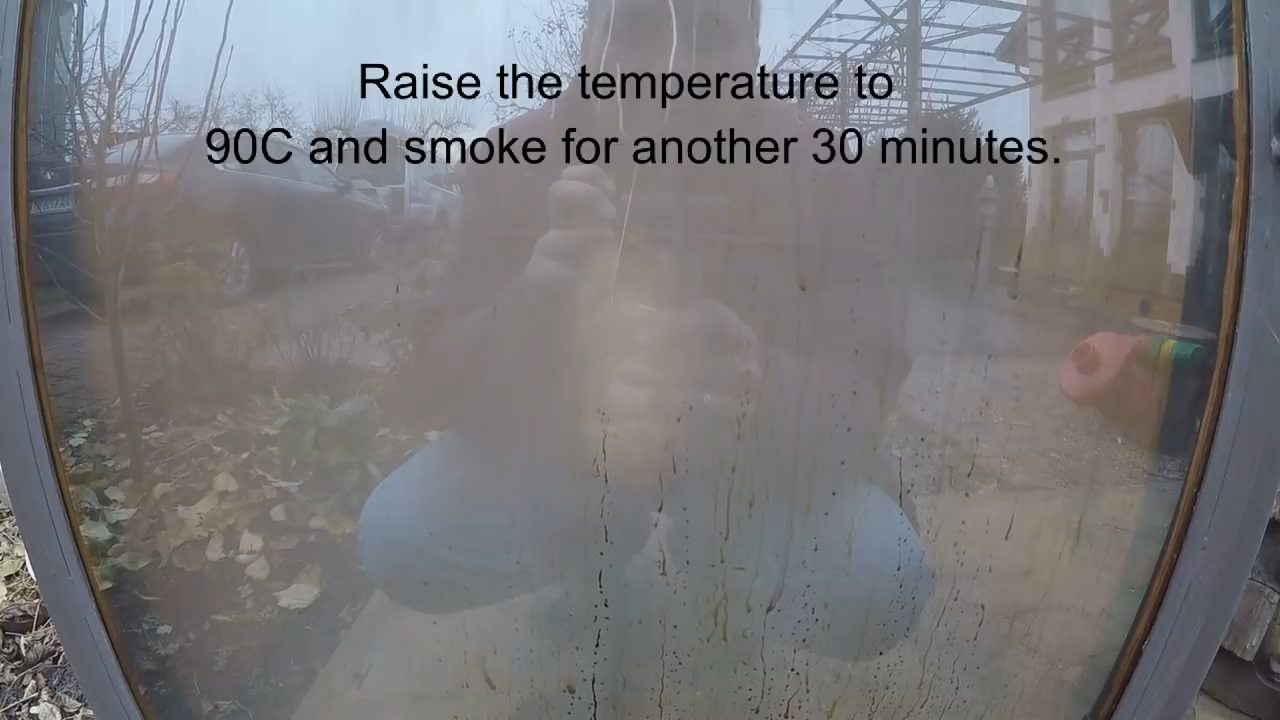 Raise the temperature to
90C and smoke for another 30 minutes.